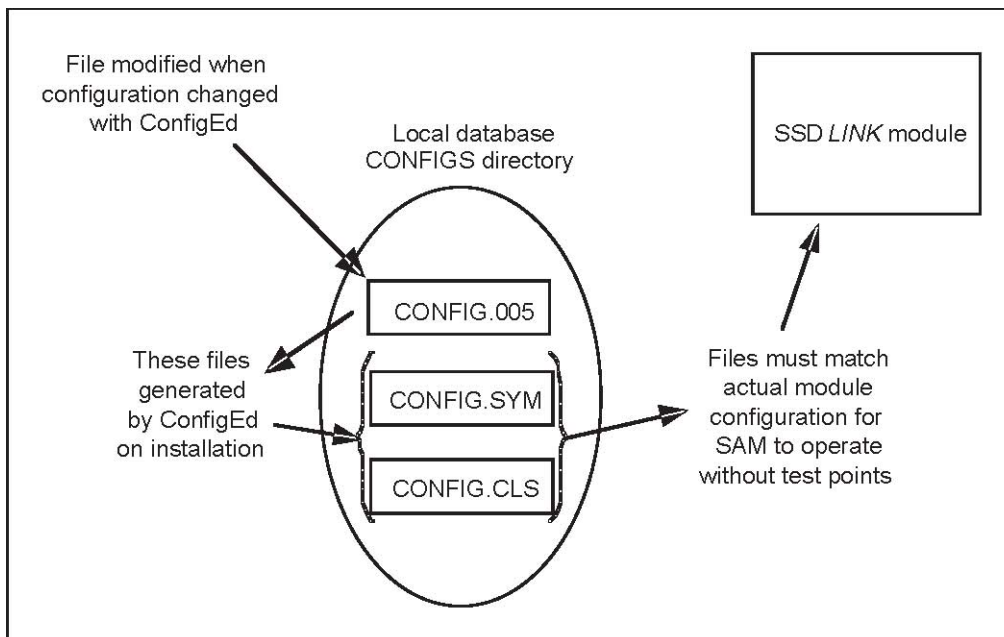 File modified when
configuration changed
with ConfigEd
Local database
CONFIGS directory
SSD LINK module
CONFIG.005
These files
generated
by ConfigEd
on installation
CONFIG.SYM
CONFIG.CLS
Files must match
actual module
configuration for
SAM to operate
without test points